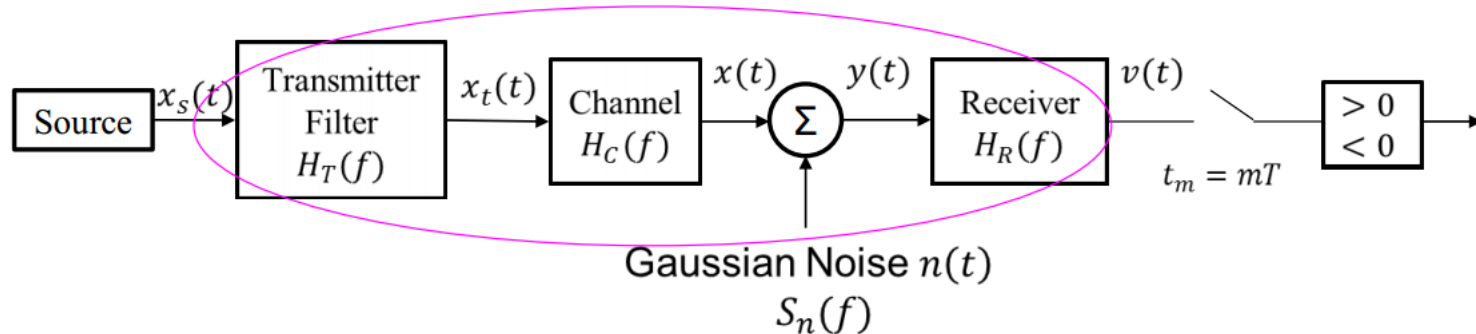 Source
x_s(t)
Transmitter
Filter
H_T(f)
x_t(t)
Channel
H_C(f)
x(t)
Σ
y(t)
Receiver
H_R(f)
v(t)
t_m = mT
> 0
< 0
Gaussian Noise n(t)
S_n(f)